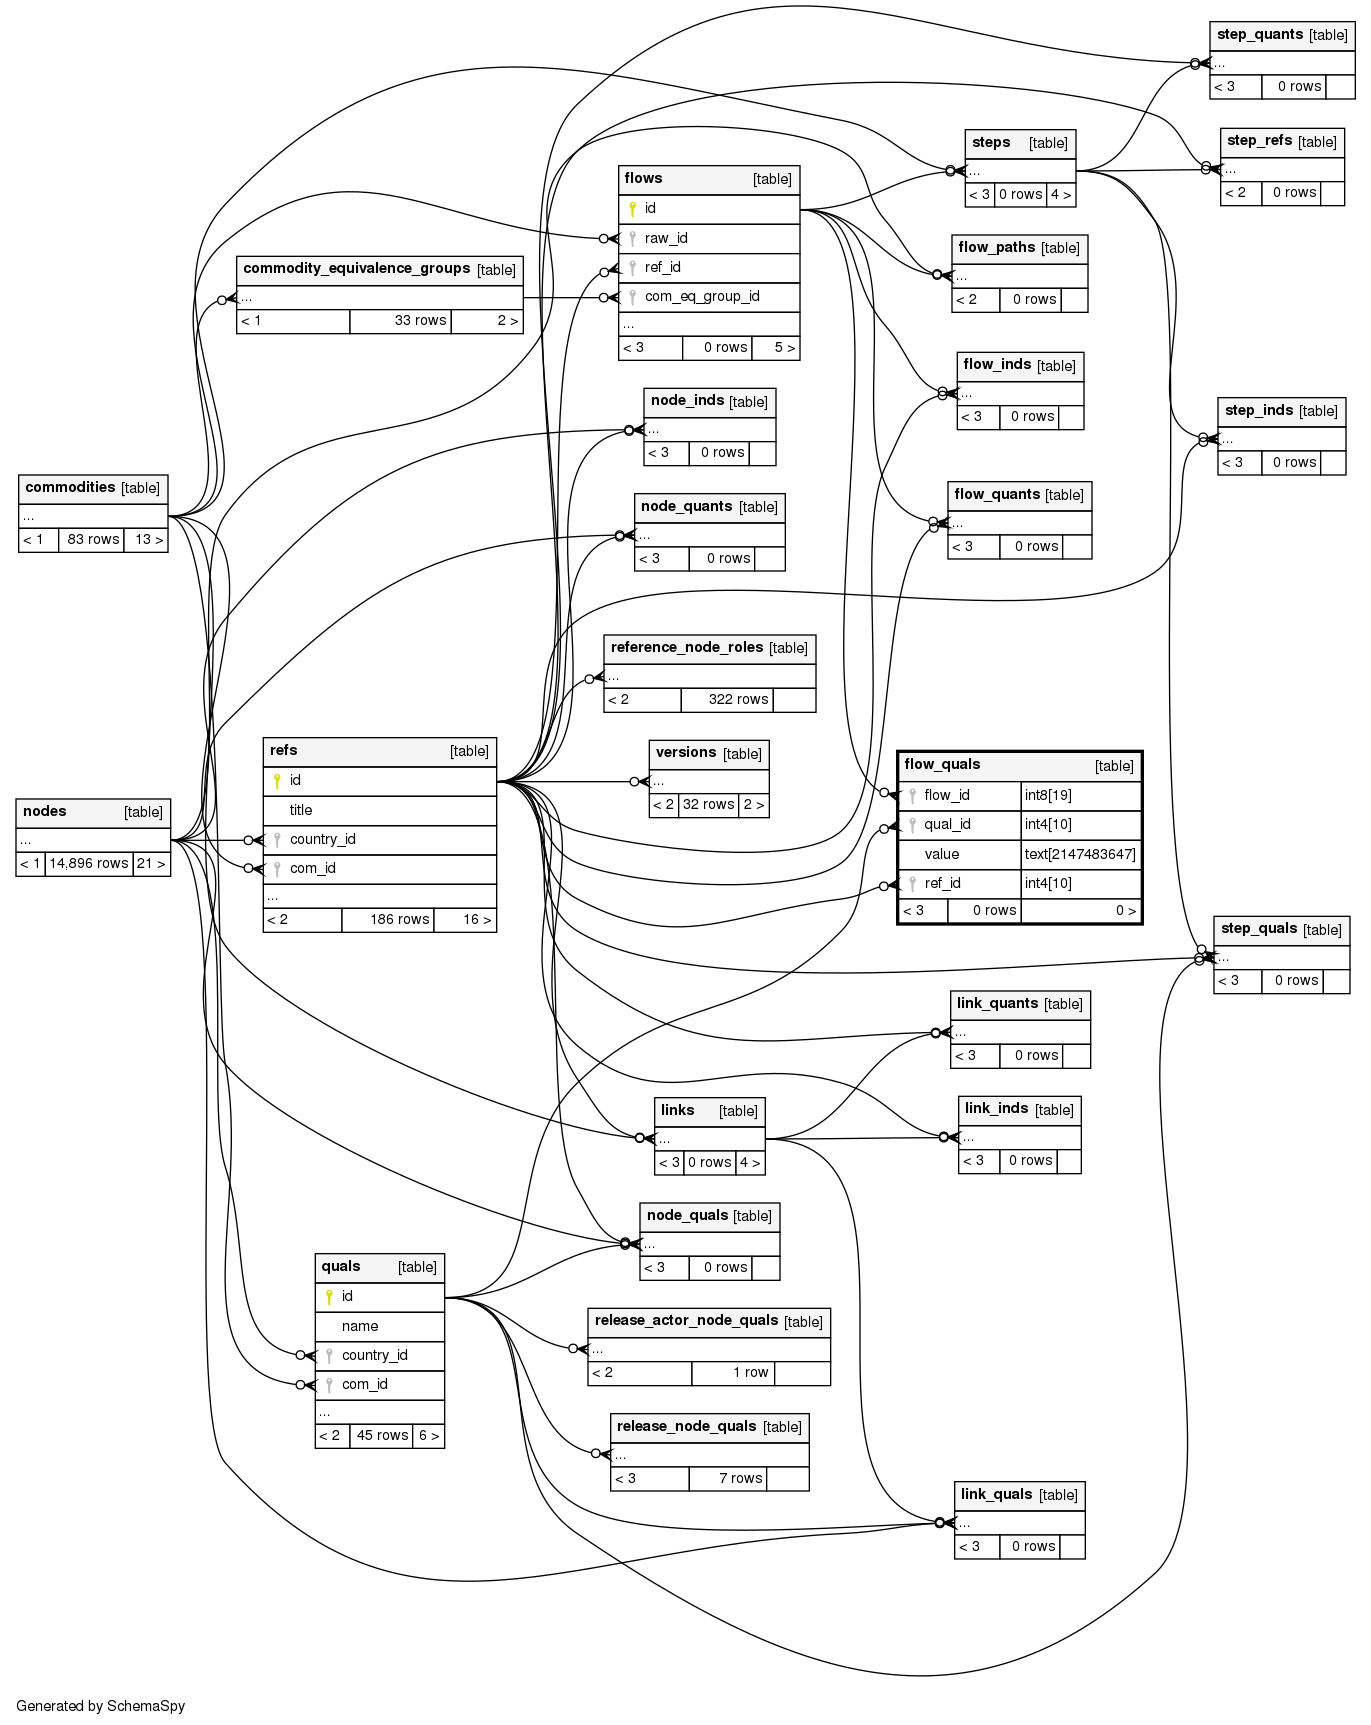 step_quants [table]
...
< 3 0 rows
steps [table]
...
< 3 0 rows 4 >
step_refs [table]
...
< 2 0 rows
flows [table]
id
raw_id
ref_id
com_eq_group_id
...
< 3 0 rows 5 >
flow_paths [table]
...
< 2 0 rows
commodity_equivalence_groups [table]
...
< 1 33 rows 2 >
flow_inds [table]
...
< 3 0 rows
node_inds [table]
...
< 3 0 rows
step_inds [table]
...
< 3 0 rows
commodities [table]
...
< 1 83 rows 13 >
node_quants [table]
...
< 3 0 rows
flow_quants [table]
...
< 3 0 rows
reference_node_roles [table]
...
< 2 322 rows
refs [table]
id
title
country_id
com_id
...
< 2 186 rows 16 >
versions [table]
...
< 2 32 rows 2 >
flow_quals [table]
flow_id int8[19]
qual_id int4[10]
value text[2147483647]
ref_id int4[10]
< 3 0 rows 0 >
nodes [table]
...
< 1 14,896 rows 21 >
step_quals [table]
...
< 3 0 rows
link_quants [table]
...
< 3 0 rows
links [table]
...
< 3 0 rows 4 >
link_inds [table]
...
< 3 0 rows
node_quals [table]
...
< 3 0 rows
quals [table]
id
name
country_id
com_id
...
< 2 45 rows 6 >
release_actor_node_quals [table]
...
< 2 1 row
release_node_quals [table]
...
< 3 7 rows
link_quals [table]
...
< 3 0 rows
Generated by SchemaSpy